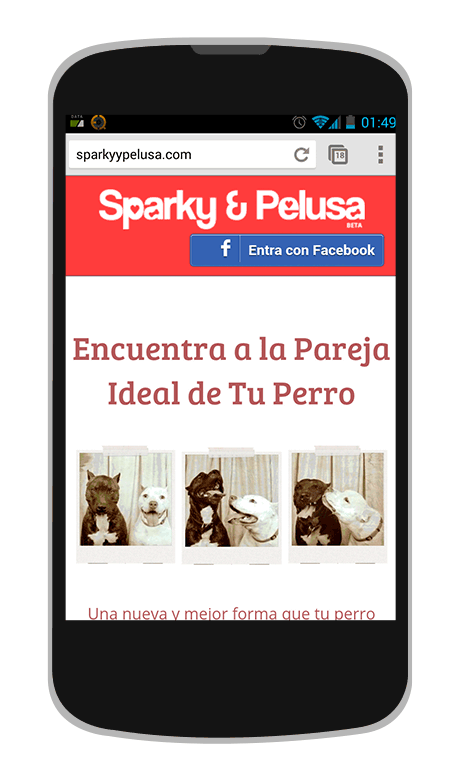 DATA
01:49
sparkyypelusa.com
18
Sparky & Pelusa
BETA
f Entra con Facebook
Encuentra a la Pareja
Ideal de Tu Perro
Una nueva y mejor forma que tu perro